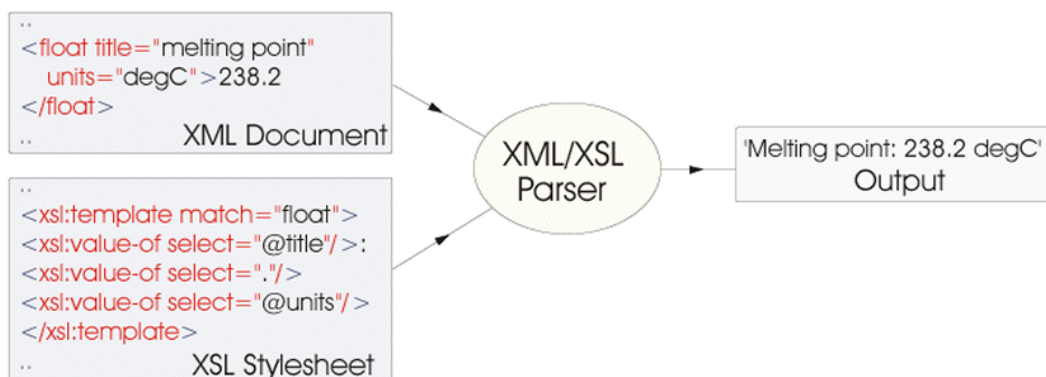 ..
<float title="melting point"
units="degC">238.2
</float>
..
XML Document
..
<xsl:template match="float">
<xsl:value-of select="@title"/>:
<xsl:value-of select="."/>
<xsl:value-of select="@units"/>
</xsl:template>
..
XSL Stylesheet
XML/XSL
Parser
'Melting point: 238.2 degC'
Output